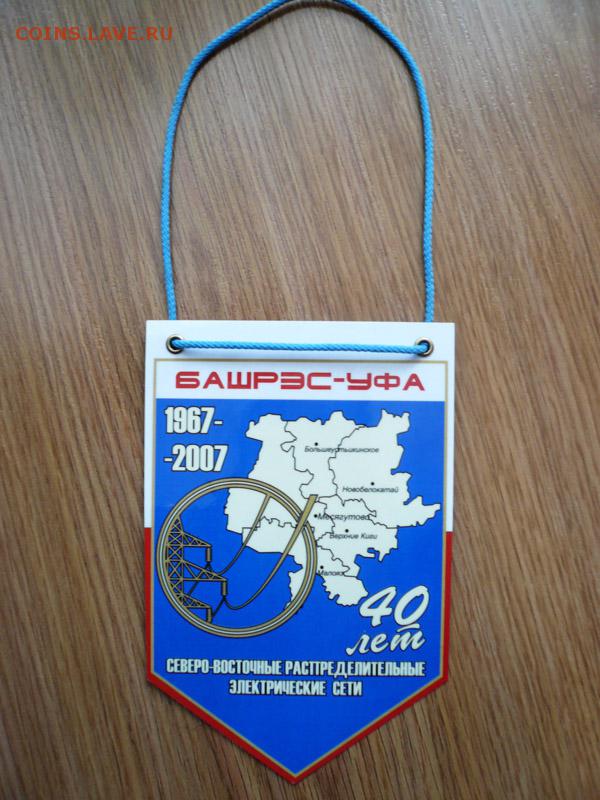 COINS.LAVE.RU
БАШРЭС-УФА
1967-
-2007
Большеустьикинское
Новобелокатай
Месягутово
Верхние Киги
Малояз
40
лет
СЕВЕРО-ВОСТОЧНЫЕ РАСПРЕДЕЛИТЕЛЬНЫЕ
ЭЛЕКТРИЧЕСКИЕ СЕТИ